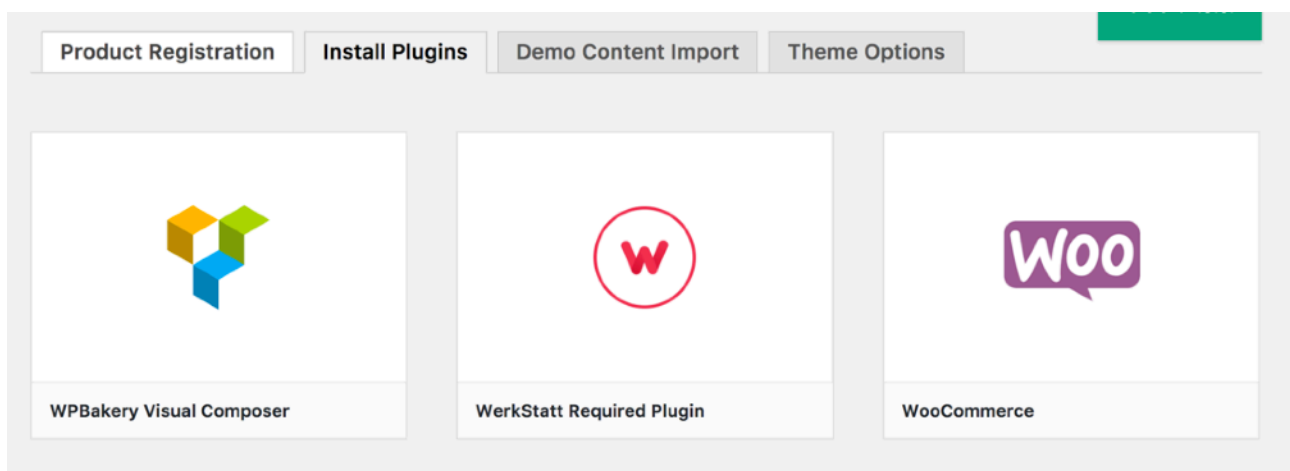 Product Registration
Install Plugins
Demo Content Import
Theme Options
W
Woo
WPBakery Visual Composer
WerkStatt Required Plugin
WooCommerce